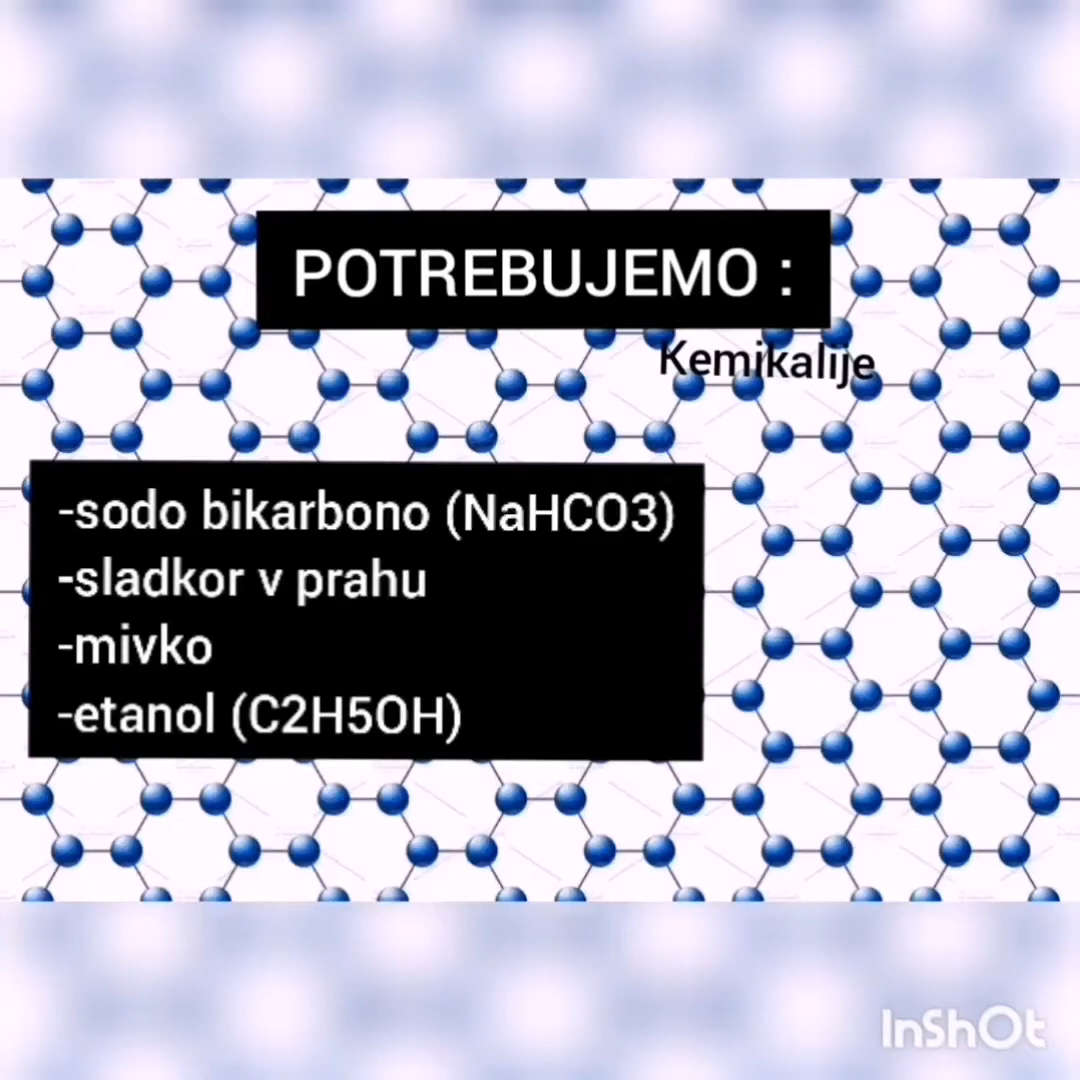 POTREBUJEMO :
Kemikalije
-sodo bikarbono (NaHCO3)
-sladkor v prahu
-mivko
-etanol (C2H5OH)
InShOt